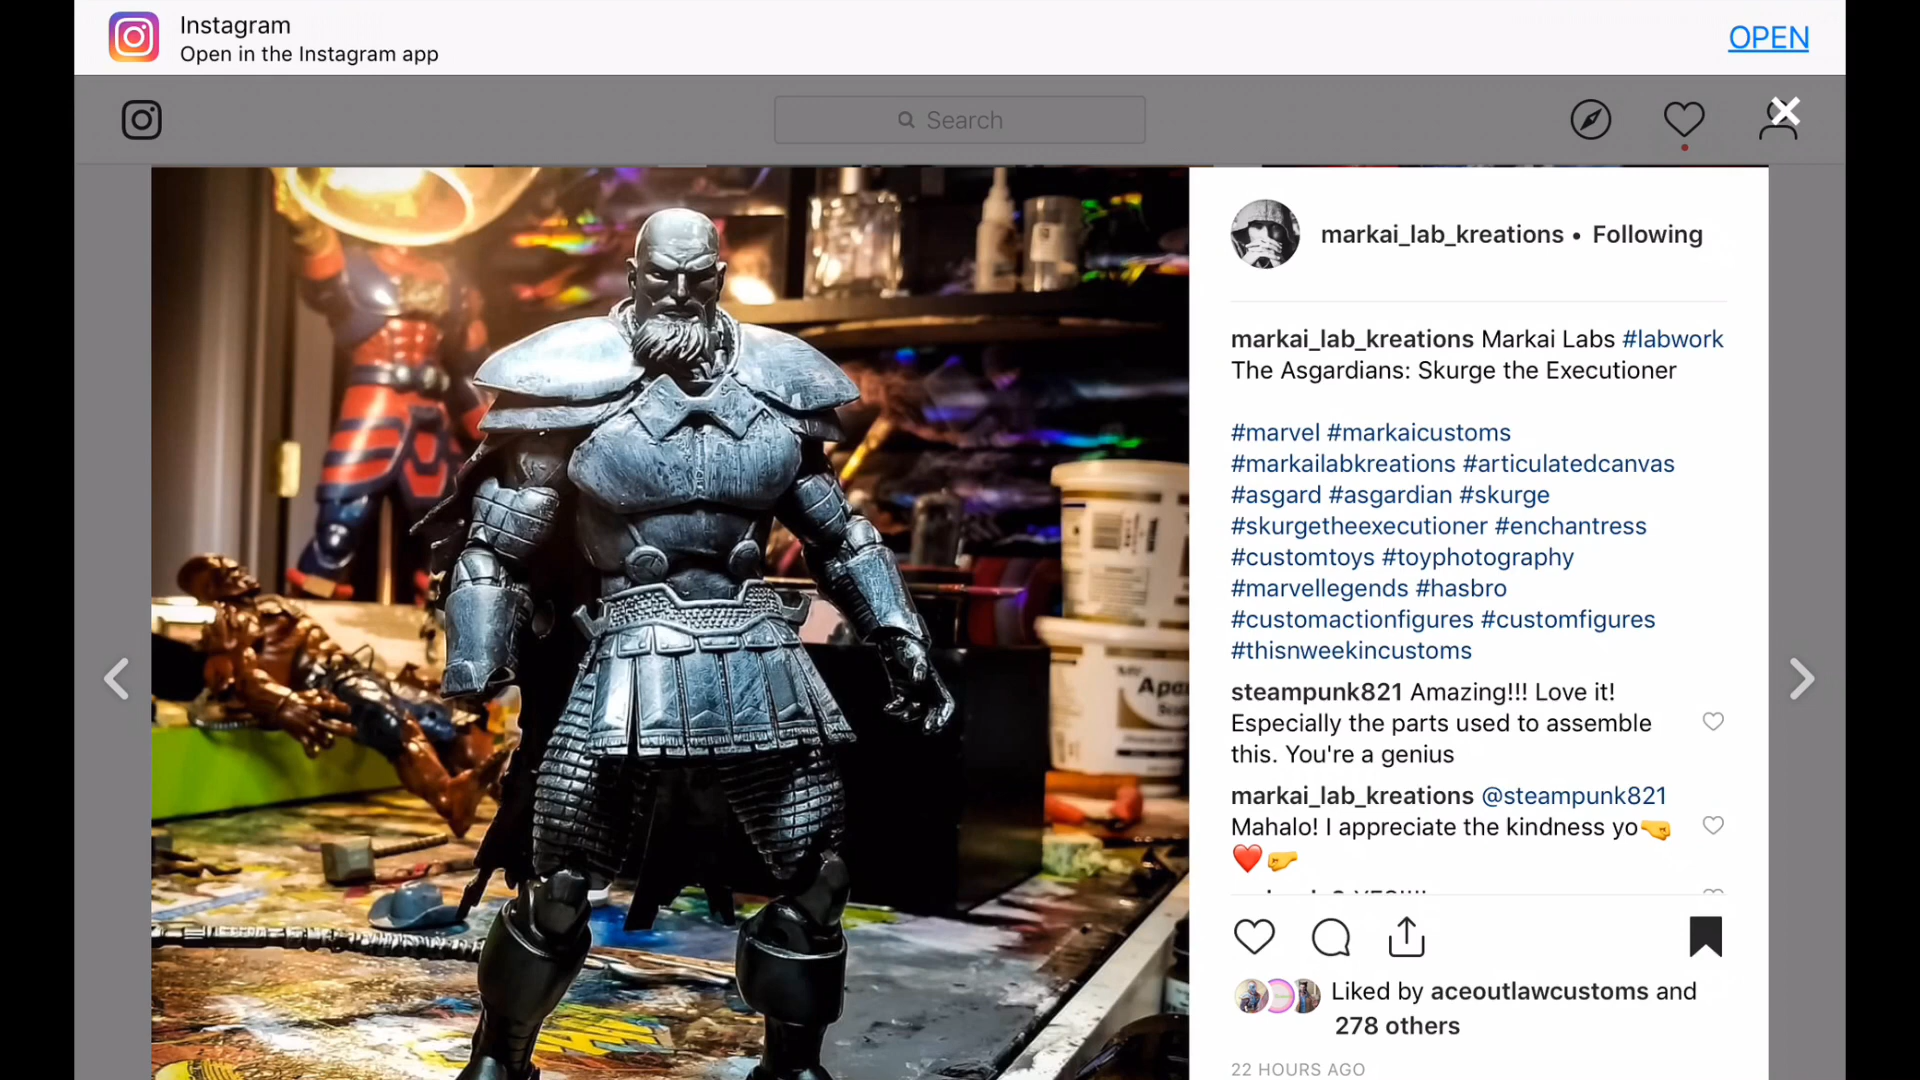 Instagram
Open in the Instagram app
OPEN
Search
markai_lab_kreations • Following
markai_lab_kreations Markai Labs #labwork
The Asgardians: Skurge the Executioner
#marvel #markaicustoms
#markailabkreations #articulatedcanvas
#asgard #asgardian #skurge
#skurgetheexecutioner #enchantress
#customtoys #toyphotography
#marvellegends #hasbro
#customactionfigures #customfigures
#thisnweekincustoms
steampunk821 Amazing!!! Love it!
Especially the parts used to assemble
this. You're a genius
markai_lab_kreations @steampunk821
Mahalo! I appreciate the kindness yo🤜
❤️🤛
Liked by aceoutlawcustoms and
278 others
22 HOURS AGO